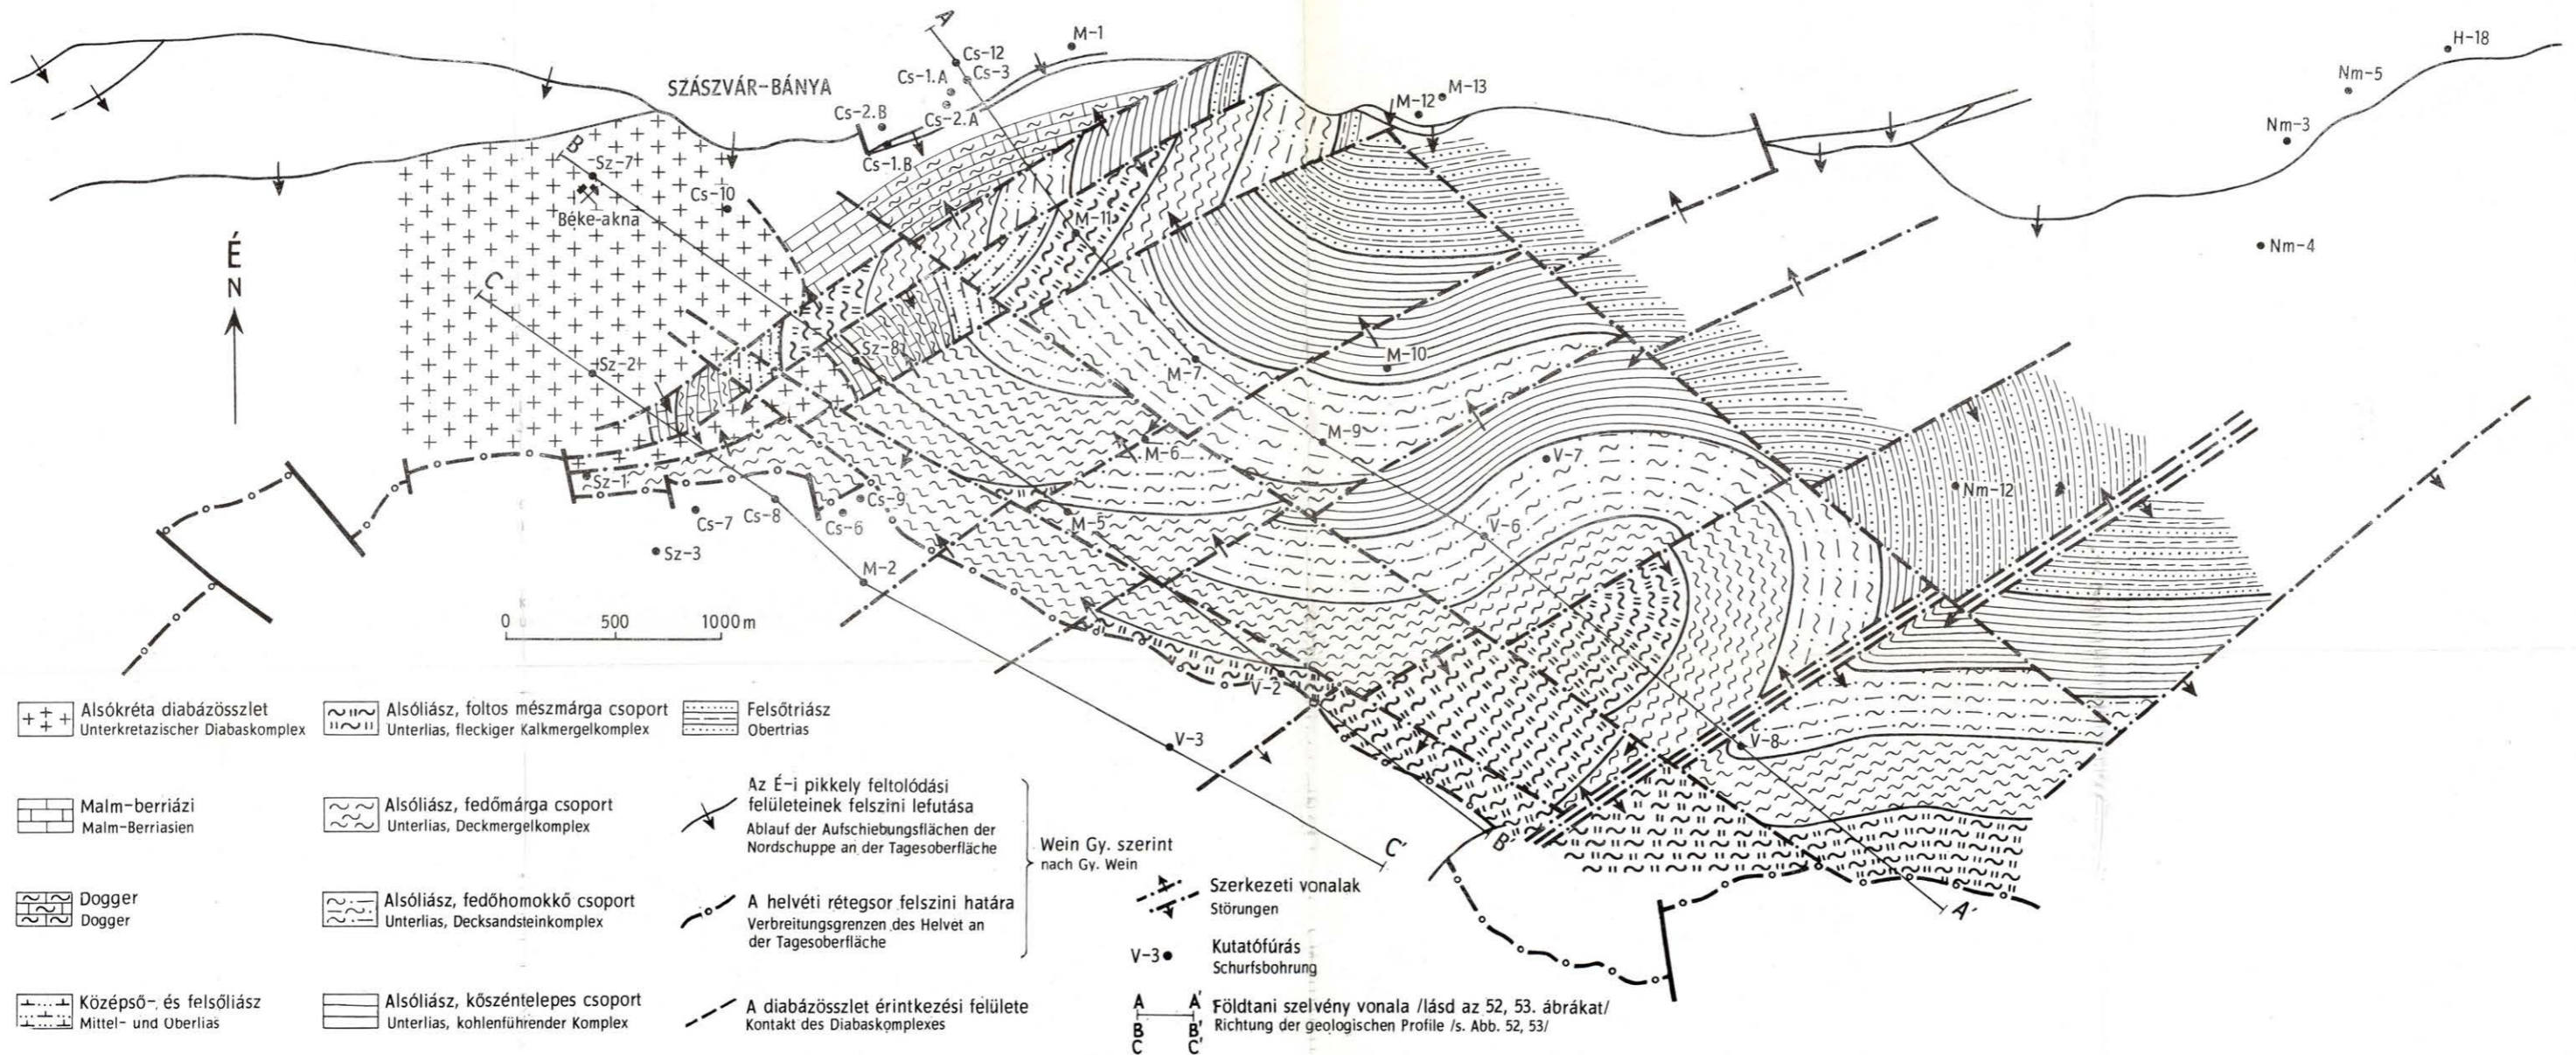 A
M-1
H-18
Cs-12
Cs-1.A
Cs-3
Nm-5
SZÁSZVÁR-BÁNYA
M-12
M-13
Cs-2.B
Cs-2.A
Nm-3
Cs-1.B
B
Sz-7
Cs-10
Béke-akna
M-11
É
N
Nm-4
C
Sz-8
Sz-2
M-10
M-7
M-9
M-6
V-7
Sz-1
Cs-9
Nm-12
Cs-7
Cs-8
Cs-6
M-5
V-6
Sz-3
M-2
0 500 1000 m
V-2
V-3
V-8
B'
C'
A'
Alsókréta diabázösszlet
Unterkretazischer Diabaskomplex
Malm-berriázi
Malm-Berriasien
Dogger
Dogger
Középső- és felsőliász
Mittel- und Oberlias
Alsóliász, foltos mészmárga csoport
Unterlias, fleckiger Kalkmergelkomplex
Alsóliász, fedőmárga csoport
Unterlias, Deckmergelkomplex
Alsóliász, fedőhomokkő csoport
Unterlias, Decksandsteinkomplex
Alsóliász, kőszéntelepes csoport
Unterlias, kohlenführender Komplex
Felsőtriász
Obertrias
Az É-i pikkely feltolódási
felületeinek felszini lefutása
Ablauf der Aufschiebungsflächen der
Nordschuppe an der Tagesoberfläche
A helvéti rétegsor felszini határa
Verbreitungsgrenzen des Helvet an
der Tagesoberfläche
Wein Gy. szerint
nach Gy. Wein
A diabázösszlet érintkezési felülete
Kontakt des Diabaskomplexes
Szerkezeti vonalak
Störungen
V-3
Kutatófúrás
Schurfsbohrung
A A'
B B'
C C'
Földtani szelvény vonala /lásd az 52, 53. ábrákat/
Richtung der geologischen Profile /s. Abb. 52, 53/